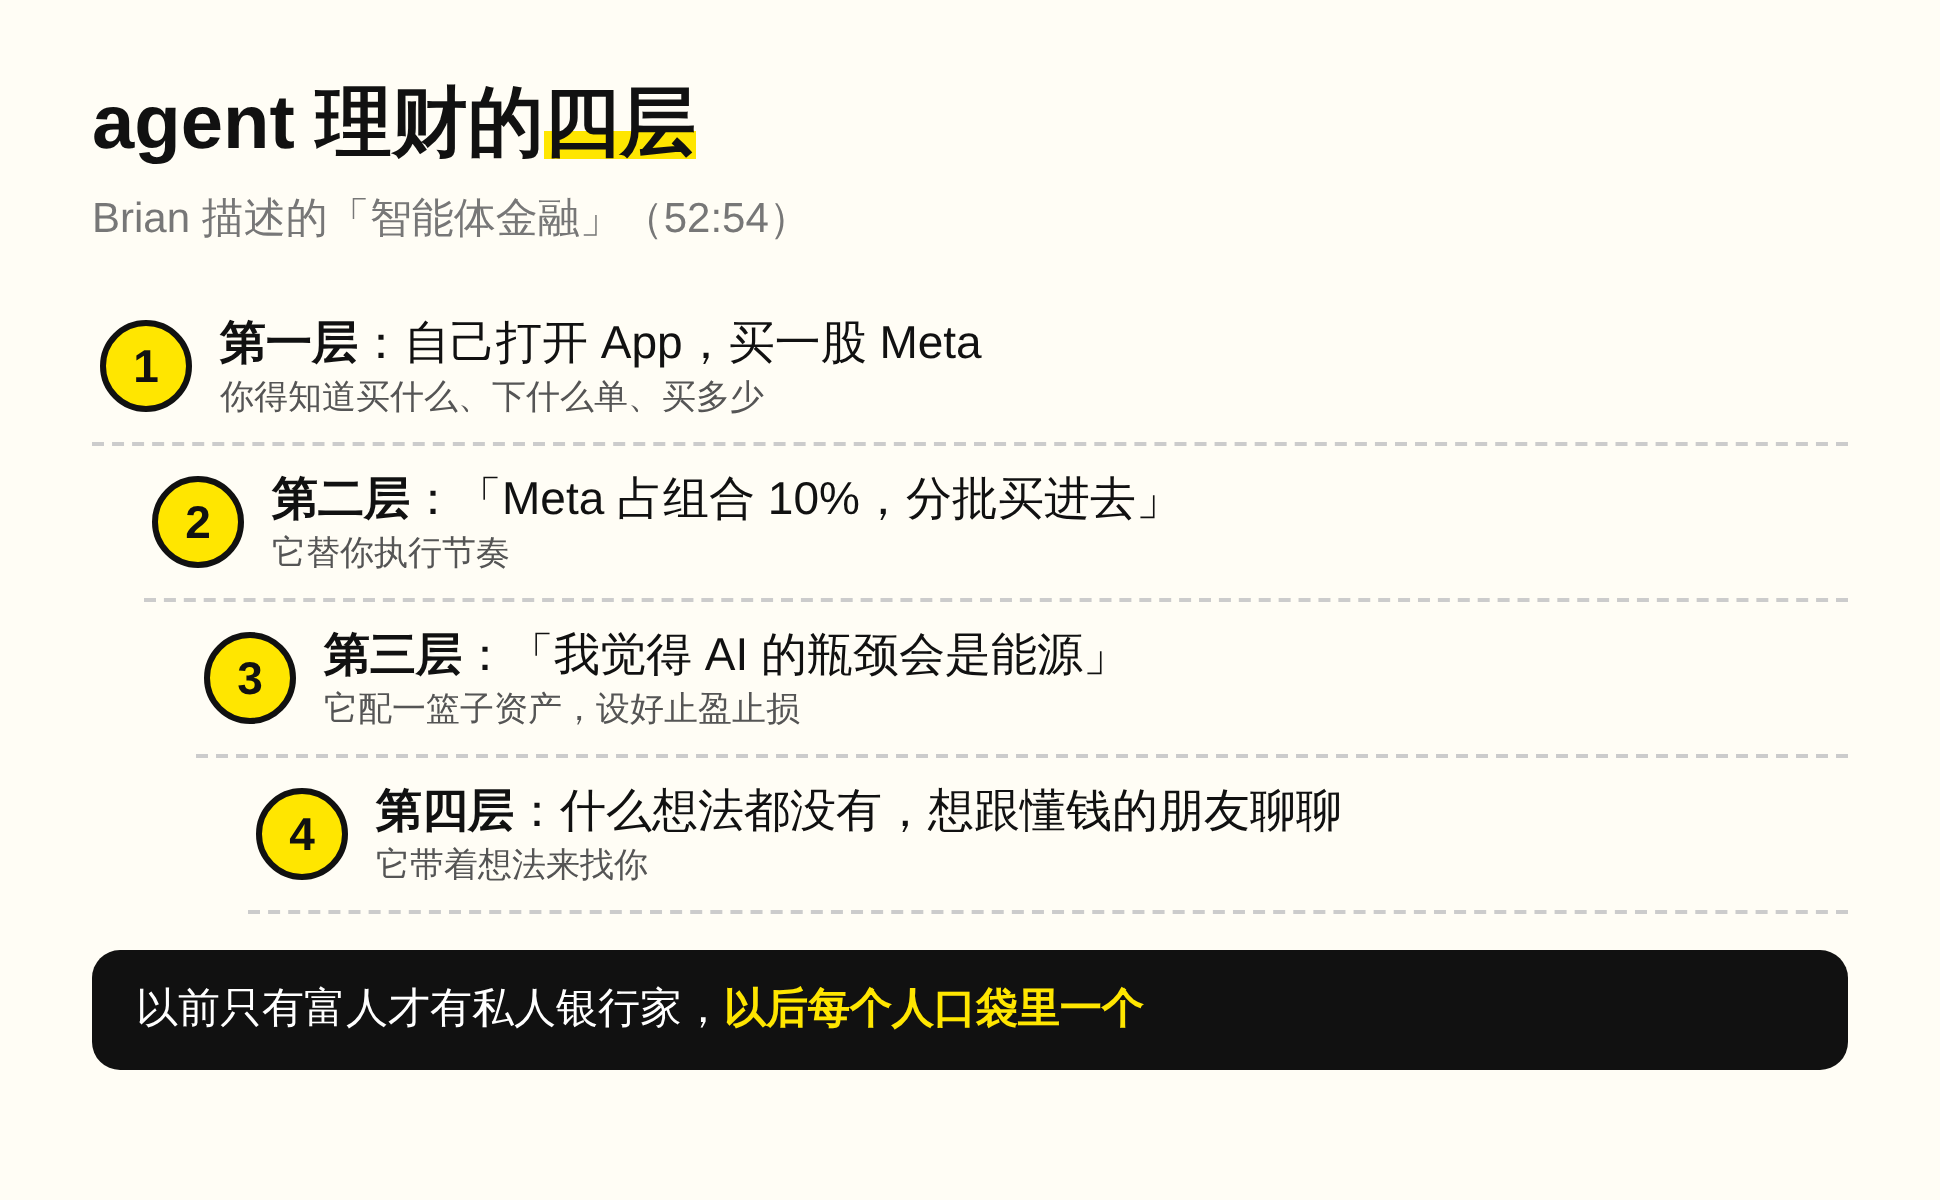 agent 理财的四层
Brian 描述的「智能体金融」（52:54）
1
第一层：自己打开 App，买一股 Meta
你得知道买什么、下什么单、买多少
2
第二层：「Meta 占组合 10%，分批买进去」
它替你执行节奏
3
第三层：「我觉得 AI 的瓶颈会是能源」
它配一篮子资产，设好止盈止损
4
第四层：什么想法都没有，想跟懂钱的朋友聊聊
它带着想法来找你
以前只有富人才有私人银行家，以后每个人口袋里一个